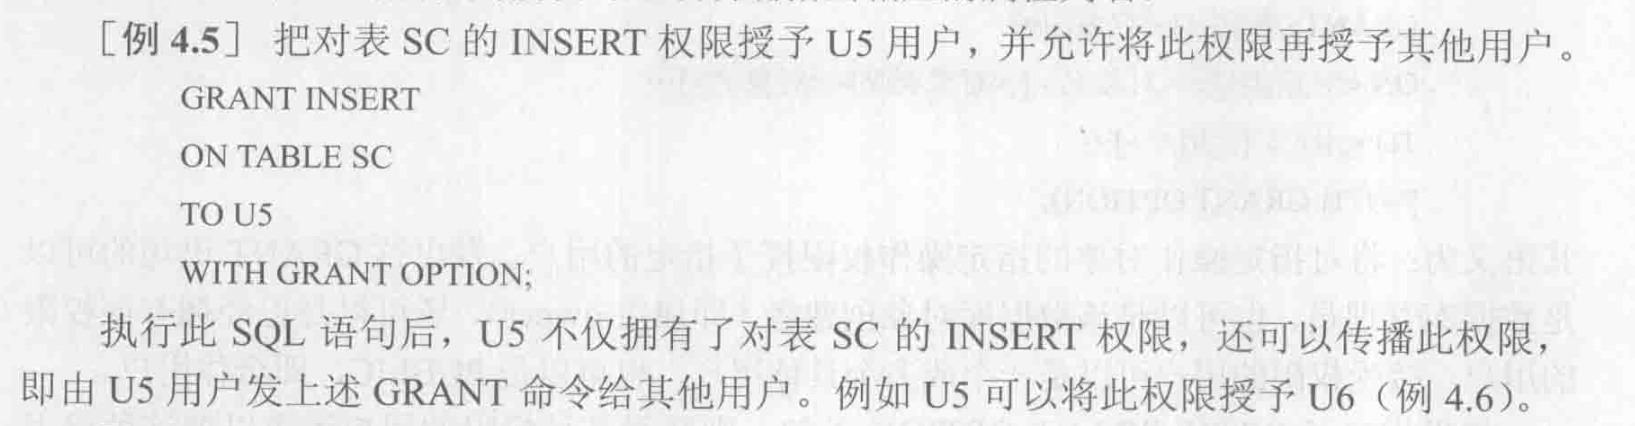 ［例 4.5］ 把对表 SC 的 INSERT 权限授予 U5 用户，并允许将此权限再授予其他用户。
GRANT INSERT
ON TABLE SC
TO U5
WITH GRANT OPTION;
执行此 SQL 语句后，U5 不仅拥有了对表 SC 的 INSERT 权限，还可以传播此权限，
即由 U5 用户发上述 GRANT 命令给其他用户。例如 U5 可以将此权限授予 U6（例 4.6）。